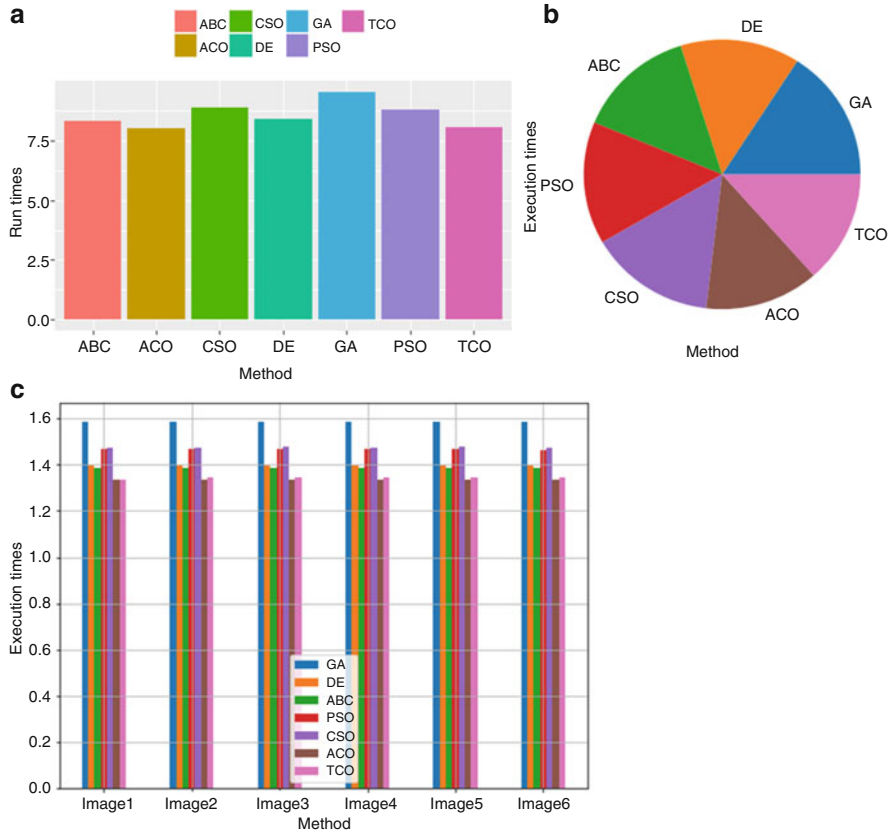 a
ABC CSO GA TCO
ACO DE PSO
Run times
7.5
5.0
2.5
0.0
ABC ACO CSO DE GA PSO TCO
Method
b
DE
ABC
GA
Execution times
PSO
TCO
CSO
ACO
Method
c
Execution times
1.6
1.4
1.2
1.0
0.8
0.6
0.4
0.2
0.0
GA
DE
ABC
PSO
CSO
ACO
TCO
Image1 Image2 Image3 Image4 Image5 Image6
Method